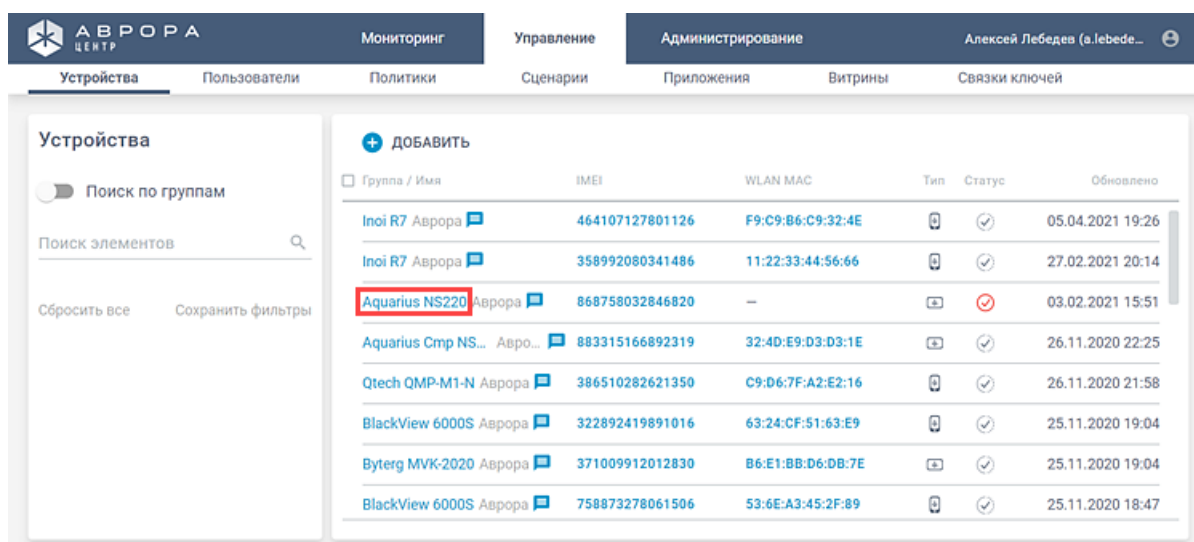 АВРОРА
ЦЕНТР
Мониторинг Управление Администрирование Алексей Лебедев (a.lebede...
Устройства Пользователи Политики Сценарии Приложения Витрины Связки ключей
Устройства
Поиск по группам
Поиск элементов
Сбросить все Сохранить фильтры
ДОБАВИТЬ
Группа / Имя IMEI WLAN MAC Тип Статус Обновлено
Inoi R7 Аврора 464107127801126 F9:C9:B6:C9:32:4E 05.04.2021 19:26
Inoi R7 Аврора 358992080341486 11:22:33:44:56:66 27.02.2021 20:14
Aquarius NS220 Аврора 868758032846820 — 03.02.2021 15:51
Aquarius Cmp NS... Авро... 883315166892319 32:4D:E9:D3:D3:1E 26.11.2020 22:25
Qtech QMP-M1-N Аврора 386510282621350 C9:D6:7F:A2:E2:16 26.11.2020 21:58
BlackView 6000S Аврора 322892419891016 63:24:CF:51:63:E9 25.11.2020 19:04
Byterg MVK-2020 Аврора 371009912012830 B6:E1:BB:D6:DB:7E 25.11.2020 19:04
BlackView 6000S Аврора 758873278061506 53:6E:A3:45:2F:89 25.11.2020 18:47